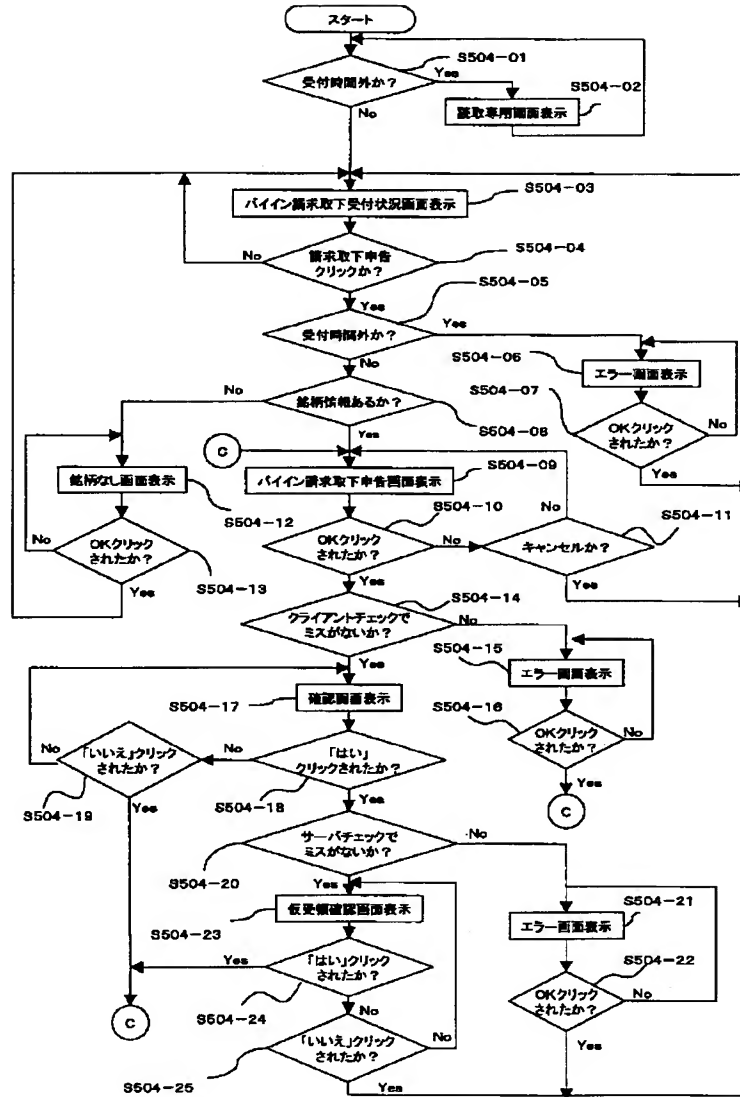 スタート
S504-01
受付時間外か？
Yes
S504-02
読取専用画面表示
No
S504-03
バイイン請求取下受付状況画面表示
S504-04
No
請求取下申告
クリックか？
S504-05
Yes
受付時間外か？
Yes
S504-06
エラー画面表示
No
S504-07
No
銘柄情報あるか？
S504-08
OKクリック
されたか？
No
C
Yes
S504-09
Yes
銘柄なし画面表示
バイイン請求取下申告画面表示
S504-12
S504-10
No
S504-11
No
OKクリック
されたか？
OKクリック
されたか？
No
キャンセルか？
S504-13
Yes
Yes
Yes
S504-14
クライアントチェックで
ミスがないか？
No
S504-15
Yes
エラー画面表示
S504-17
確認画面表示
S504-16
OKクリック
されたか？
No
No
「いいえ」クリック
されたか？
No
「はい」
クリックされたか？
Yes
S504-19
Yes
S504-18
Yes
C
サーバチェックで
ミスがないか？
No
S504-20
Yes
S504-21
仮受領確認画面表示
エラー画面表示
S504-23
Yes
「はい」クリック
されたか？
S504-22
C
S504-24
No
OKクリック
されたか？
No
「いいえ」クリック
されたか？
No
Yes
S504-25
Yes